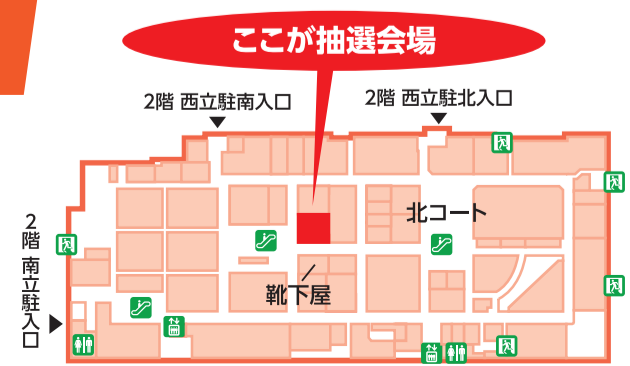 ここが抽選会場
2階 西立駐南入口
2階 西立駐北入口
北コート
2階 南立駐入口
靴下屋